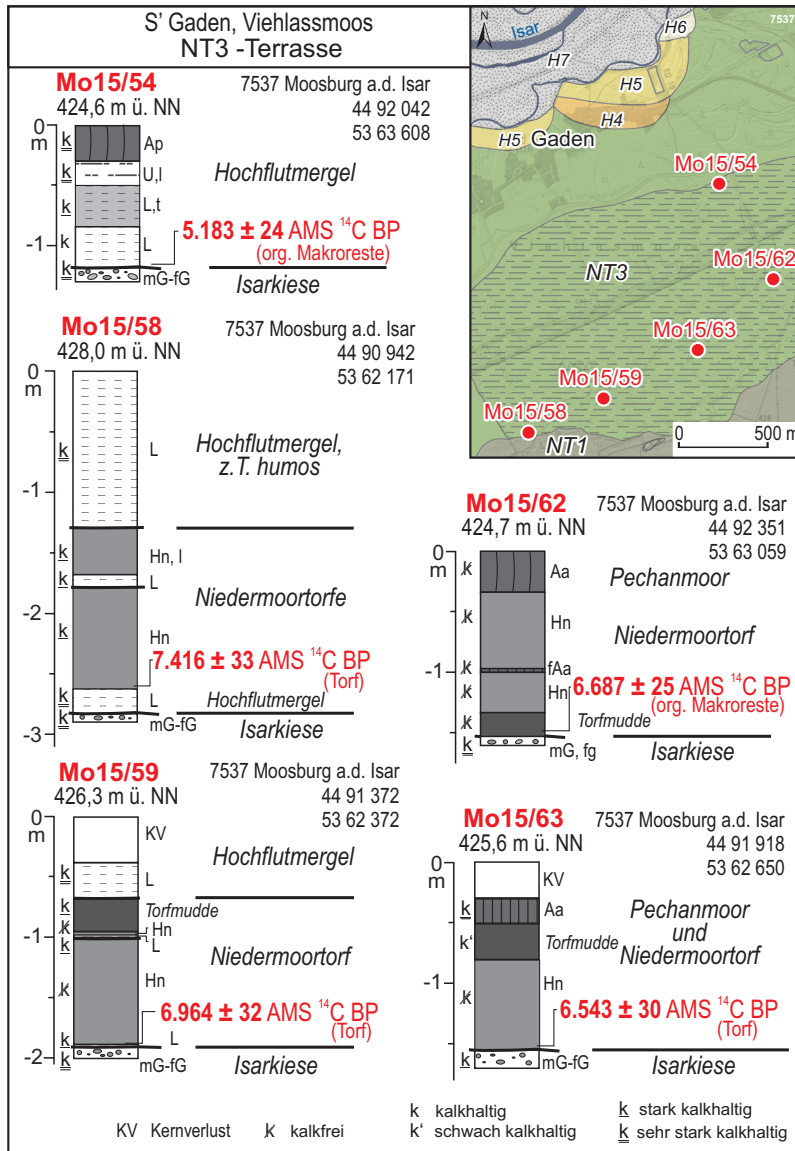 S' Gaden, Viehlassmoos
NT3 -Terrasse
Mo15/54
424,6 m ü. NN
7537 Moosburg a.d. Isar
44 92 042
53 63 608
0
m
-1
k
k
k
k
k
Ap
U,l
L,t
L
mG-fG
Hochflutmergel
5.183 ± 24 AMS ¹⁴C BP
(org. Makroreste)
Isarkiese
N
Isar
7537
H6
H7
H5
H4
H5
Gaden
Mo15/54
Mo15/62
NT3
Mo15/63
Mo15/59
Mo15/58
428
NT1
0 500 m
Mo15/58
428,0 m ü. NN
7537 Moosburg a.d. Isar
44 90 942
53 62 171
0
m
-1
-2
-3
k
k
k
k
k
k
L
Hn, l
L
Hn
L
mG-fG
Hochflutmergel,
z.T. humos
Niedermoortorfe
7.416 ± 33 AMS ¹⁴C BP
(Torf)
Hochflutmergel
Isarkiese
Mo15/62
424,7 m ü. NN
7537 Moosburg a.d. Isar
44 92 351
53 63 059
0
m
-1
k
k
k
k
k
k
Aa
Hn
fAa
Hn
Torfmudde
mG, fg
Pechanmoor
Niedermoortorf
6.687 ± 25 AMS ¹⁴C BP
(org. Makroreste)
Isarkiese
Mo15/59
426,3 m ü. NN
7537 Moosburg a.d. Isar
44 91 372
53 62 372
0
m
-1
-2
k
k
k
k
k
k
k
KV
L
Torfmudde
Hn
L
Hn
L
mG-fG
Hochflutmergel
Niedermoortorf
6.964 ± 32 AMS ¹⁴C BP
(Torf)
Isarkiese
Mo15/63
425,6 m ü. NN
7537 Moosburg a.d. Isar
44 91 918
53 62 650
0
m
-1
k
k‘
k
k
KV
Aa
Torfmudde
Hn
mG-fG
Pechanmoor
und
Niedermoortorf
6.543 ± 30 AMS ¹⁴C BP
(Torf)
Isarkiese
KV Kernverlust
k kalkfrei
k kalkhaltig
k‘ schwach kalkhaltig
k stark kalkhaltig
k sehr stark kalkhaltig